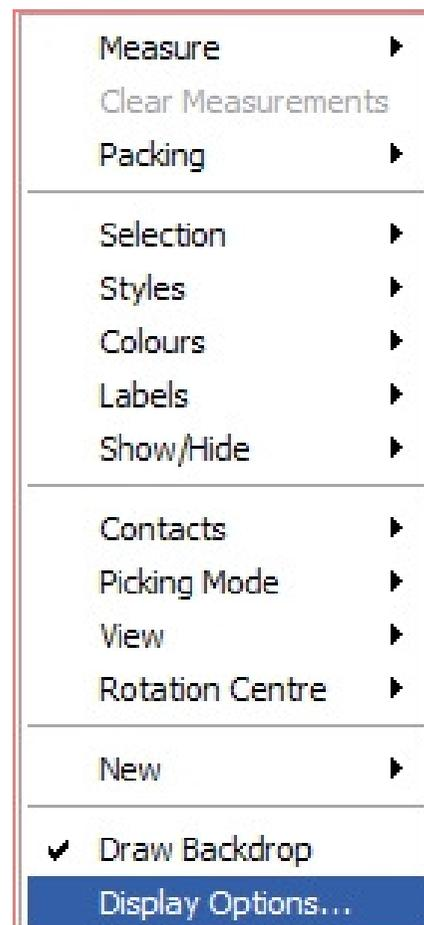 Measure
Clear Measurements
Packing
Selection
Styles
Colours
Labels
Show/Hide
Contacts
Picking Mode
View
Rotation Centre
New
Draw Backdrop
Display Options...